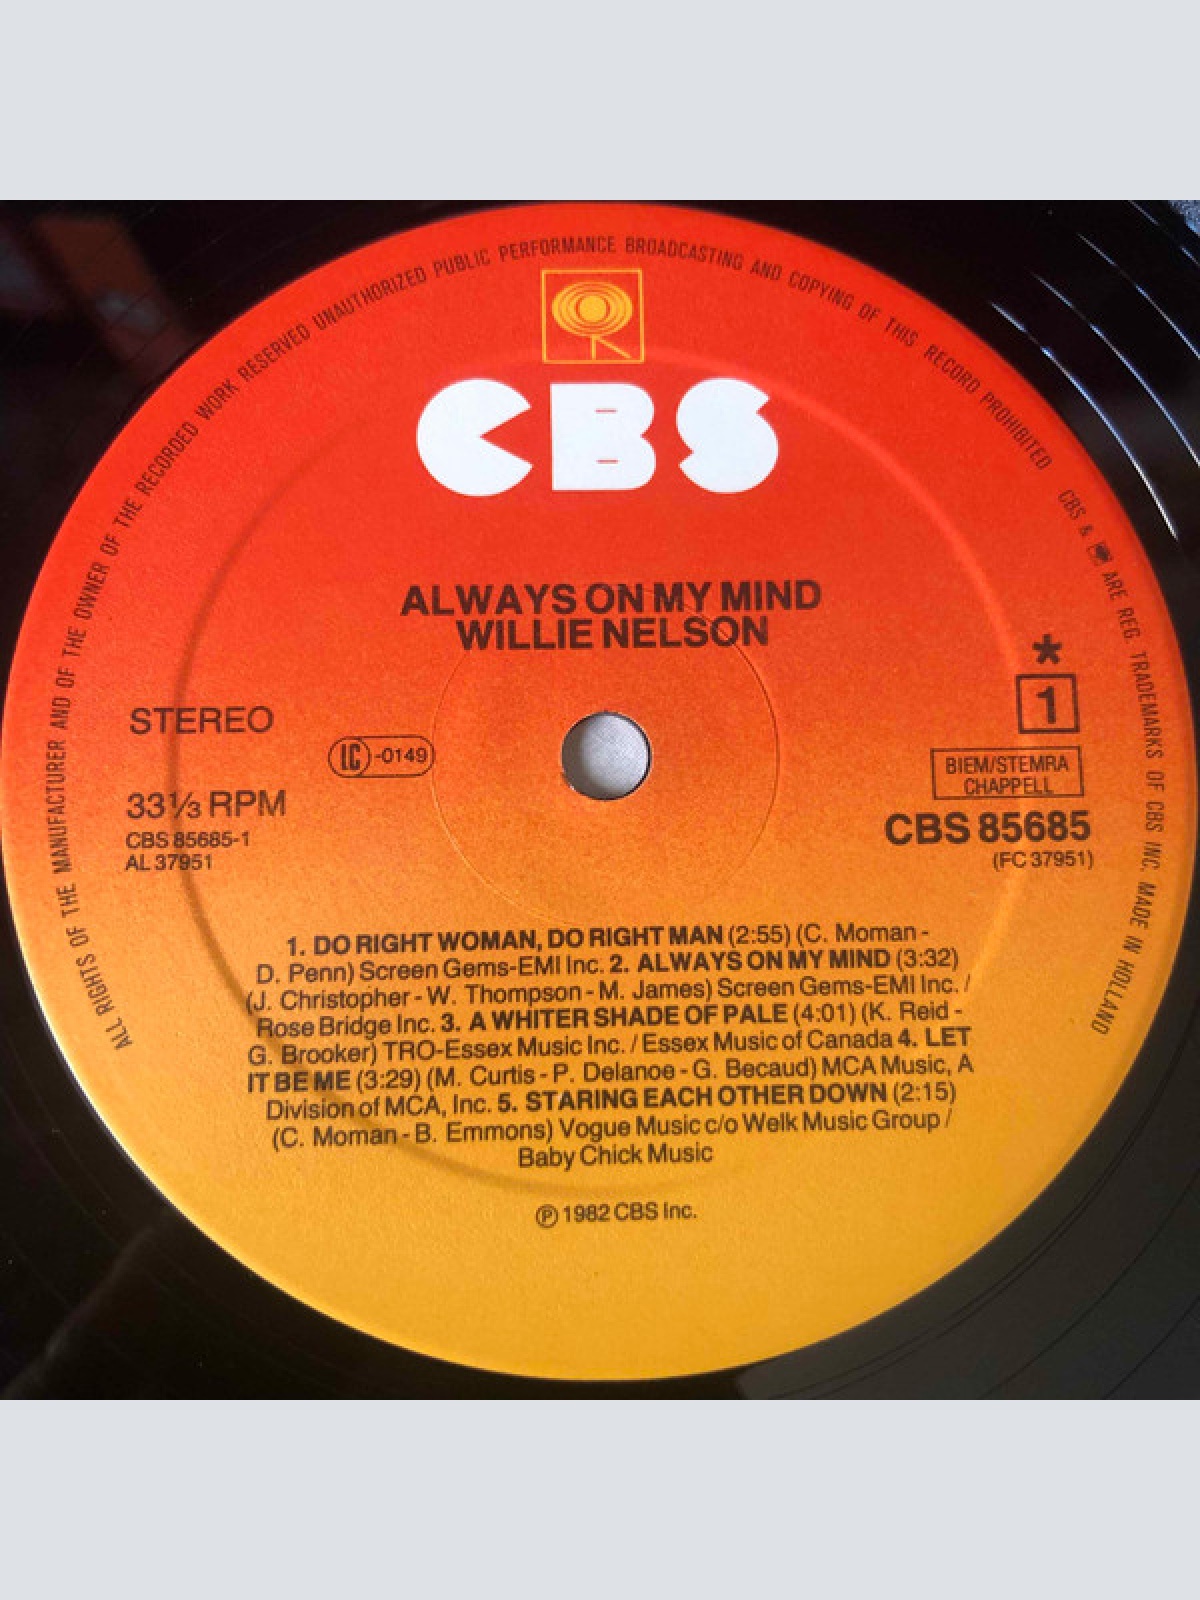 ALL RIGHTS OF THE MANUFACTURER AND OF THE OWNER OF THE RECORDED WORK RESERVED UNAUTHORIZED PUBLIC PERFORMANCE BROADCASTING AND COPYING OF THIS RECORD PROHIBITED CBS & ARE REG. TRADEMARKS OF CBS INC. MADE IN HOLLAND
CBS
ALWAYS ON MY MIND
WILLIE NELSON
*
1
STEREO
LC-0149
BIEM/STEMRA
CHAPPELL
33⅓ RPM
CBS 85685-1
AL 37951
CBS 85685
(FC 37951)
1. DO RIGHT WOMAN, DO RIGHT MAN (2:55) (C. Moman -
D. Penn) Screen Gems-EMI Inc. 2. ALWAYS ON MY MIND (3:32)
(J. Christopher - W. Thompson - M. James) Screen Gems-EMI Inc. /
Rose Bridge Inc. 3. A WHITER SHADE OF PALE (4:01) (K. Reid -
G. Brooker) TRO-Essex Music Inc. / Essex Music of Canada 4. LET
IT BE ME (3:29) (M. Curtis - P. Delanoe - G. Becaud) MCA Music, A
Division of MCA, Inc. 5. STARING EACH OTHER DOWN (2:15)
(C. Moman - B. Emmons) Vogue Music c/o Welk Music Group /
Baby Chick Music
℗ 1982 CBS Inc.